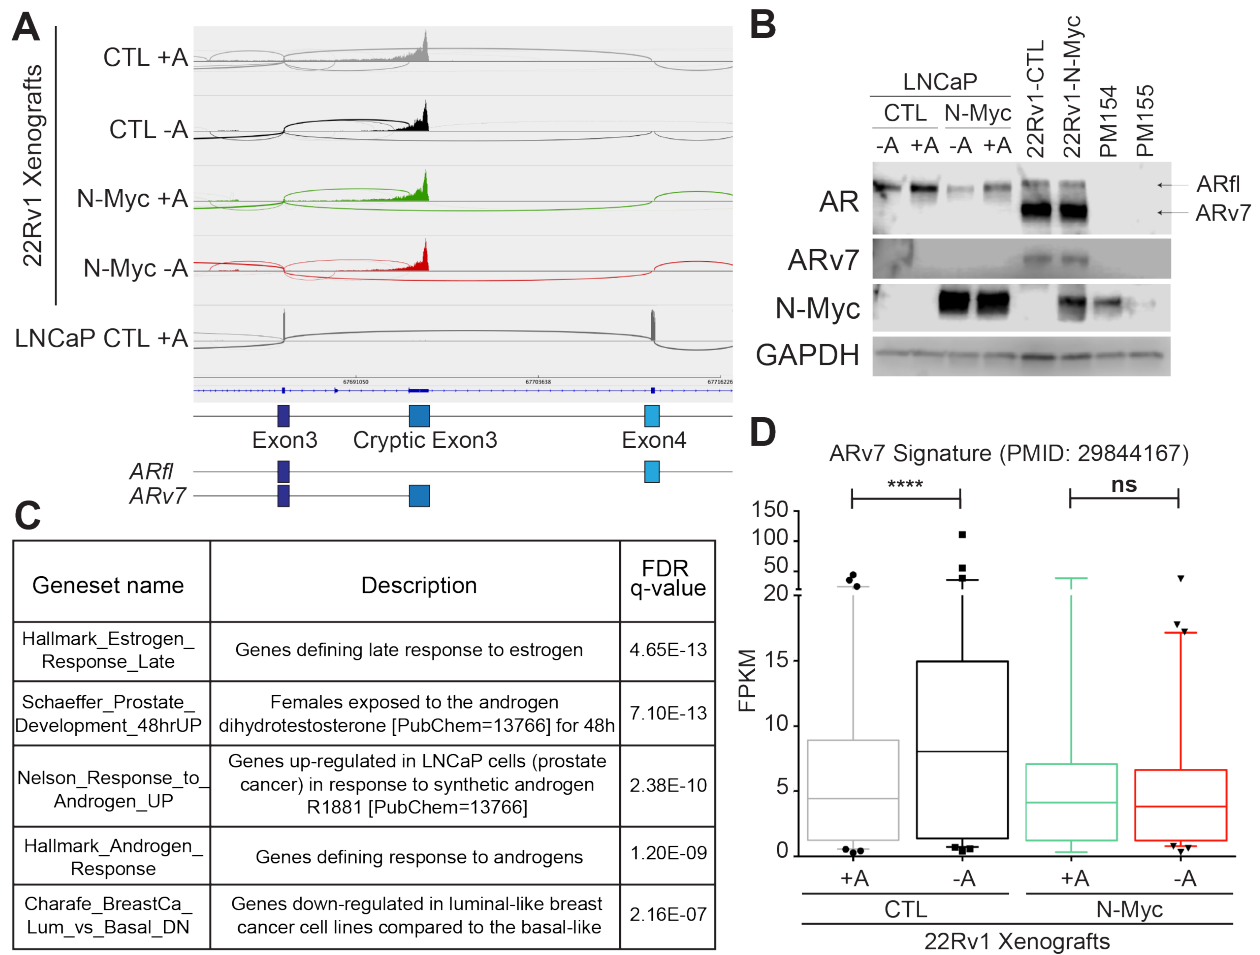 A
22Rv1 Xenografts
CTL +A
CTL -A
N-Myc +A
N-Myc -A
LNCaP CTL +A
67691050
67703638
67716226
Exon3
Cryptic Exon3
Exon4
ARfl
ARv7
B
LNCaP
CTL
N-Myc
-A
+A
-A
+A
22Rv1-CTL
22Rv1-N-Myc
PM154
PM155
AR
ARfl
ARv7
ARv7
N-Myc
GAPDH
C
Geneset name
Description
FDR
q-value
Hallmark_Estrogen_
Response_Late
Genes defining late response to estrogen
4.65E-13
Schaeffer_Prostate_
Development_48hrUP
Females exposed to the androgen
dihydrotestosterone [PubChem=13766] for 48h
7.10E-13
Nelson_Response_to_
Androgen_UP
Genes up-regulated in LNCaP cells (prostate
cancer) in response to synthetic androgen
R1881 [PubChem=13766]
2.38E-10
Hallmark_Androgen_
Response
Genes defining response to androgens
1.20E-09
Charafe_BreastCa_
Lum_vs_Basal_DN
Genes down-regulated in luminal-like breast
cancer cell lines compared to the basal-like
2.16E-07
D
ARv7 Signature (PMID: 29844167)
****
ns
150
100
50
20
15
10
5
0
FPKM
+A
-A
+A
-A
CTL
N-Myc
22Rv1 Xenografts